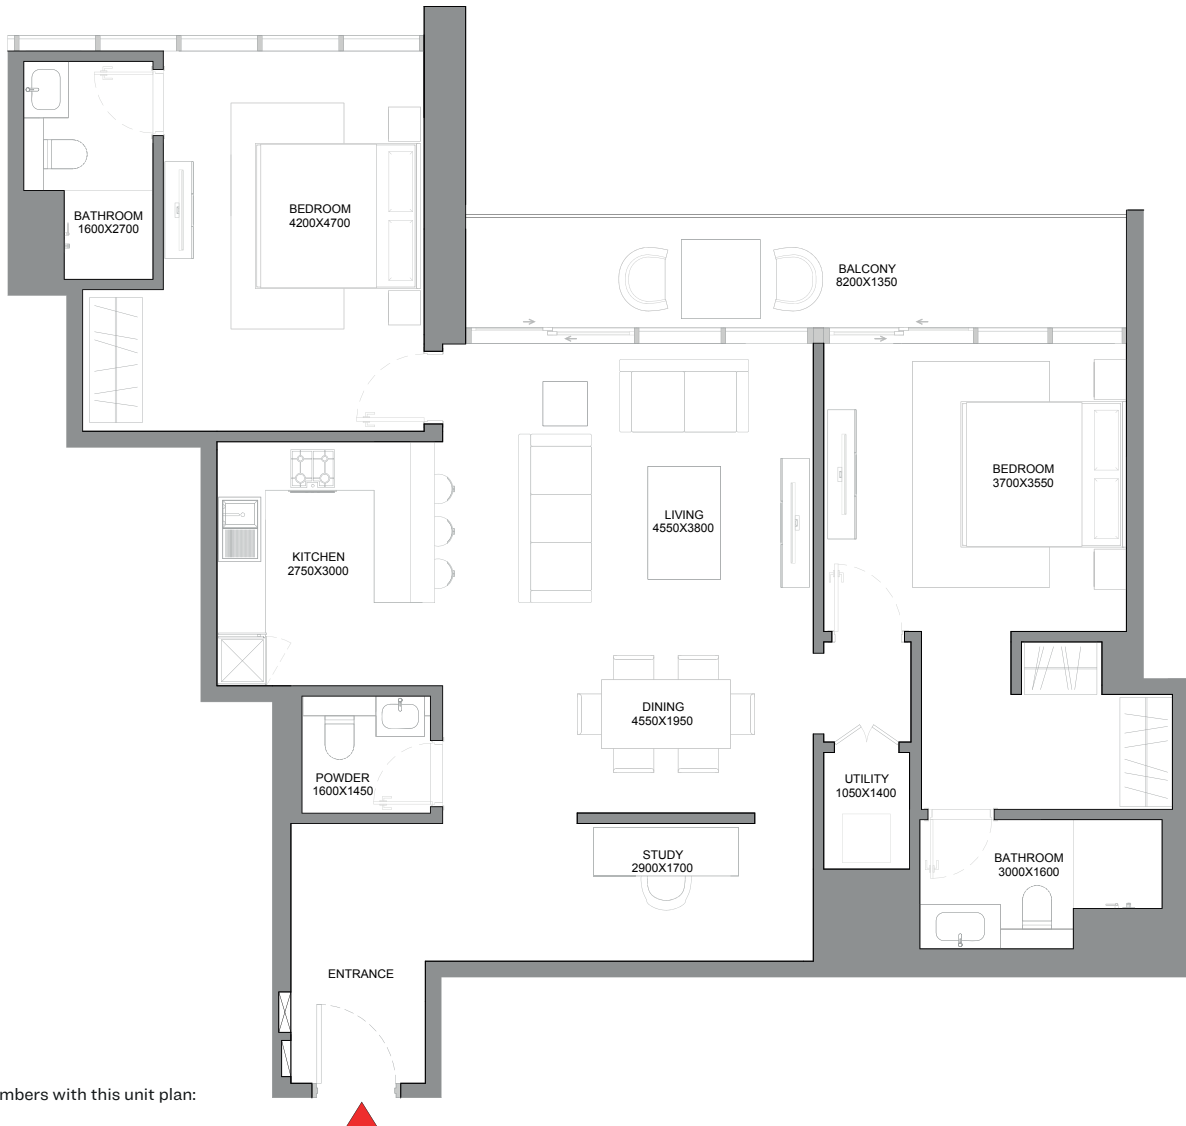 BATHROOM
1600X2700
BEDROOM
4200X4700
BALCONY
8200X1350
KITCHEN
2750X3000
LIVING
4550X3800
BEDROOM
3700X3550
DINING
4550X1950
POWDER
1600X1450
UTILITY
1050X1400
STUDY
2900X1700
BATHROOM
3000X1600
ENTRANCE
mbers with this unit plan: